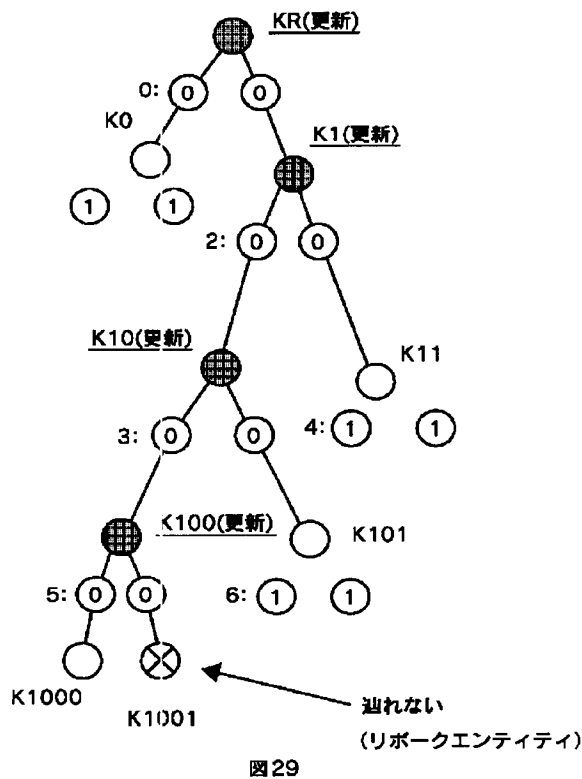 KR(更新)
0: 0 0
K0
K1(更新)
1 1
2: 0 0
K10(更新)
K11
3: 0 0
4: 1 1
K100(更新)
K101
5: 0 0
6: 1 1
K1000
K1001
辿れない
(リボークエンティティ)
図29